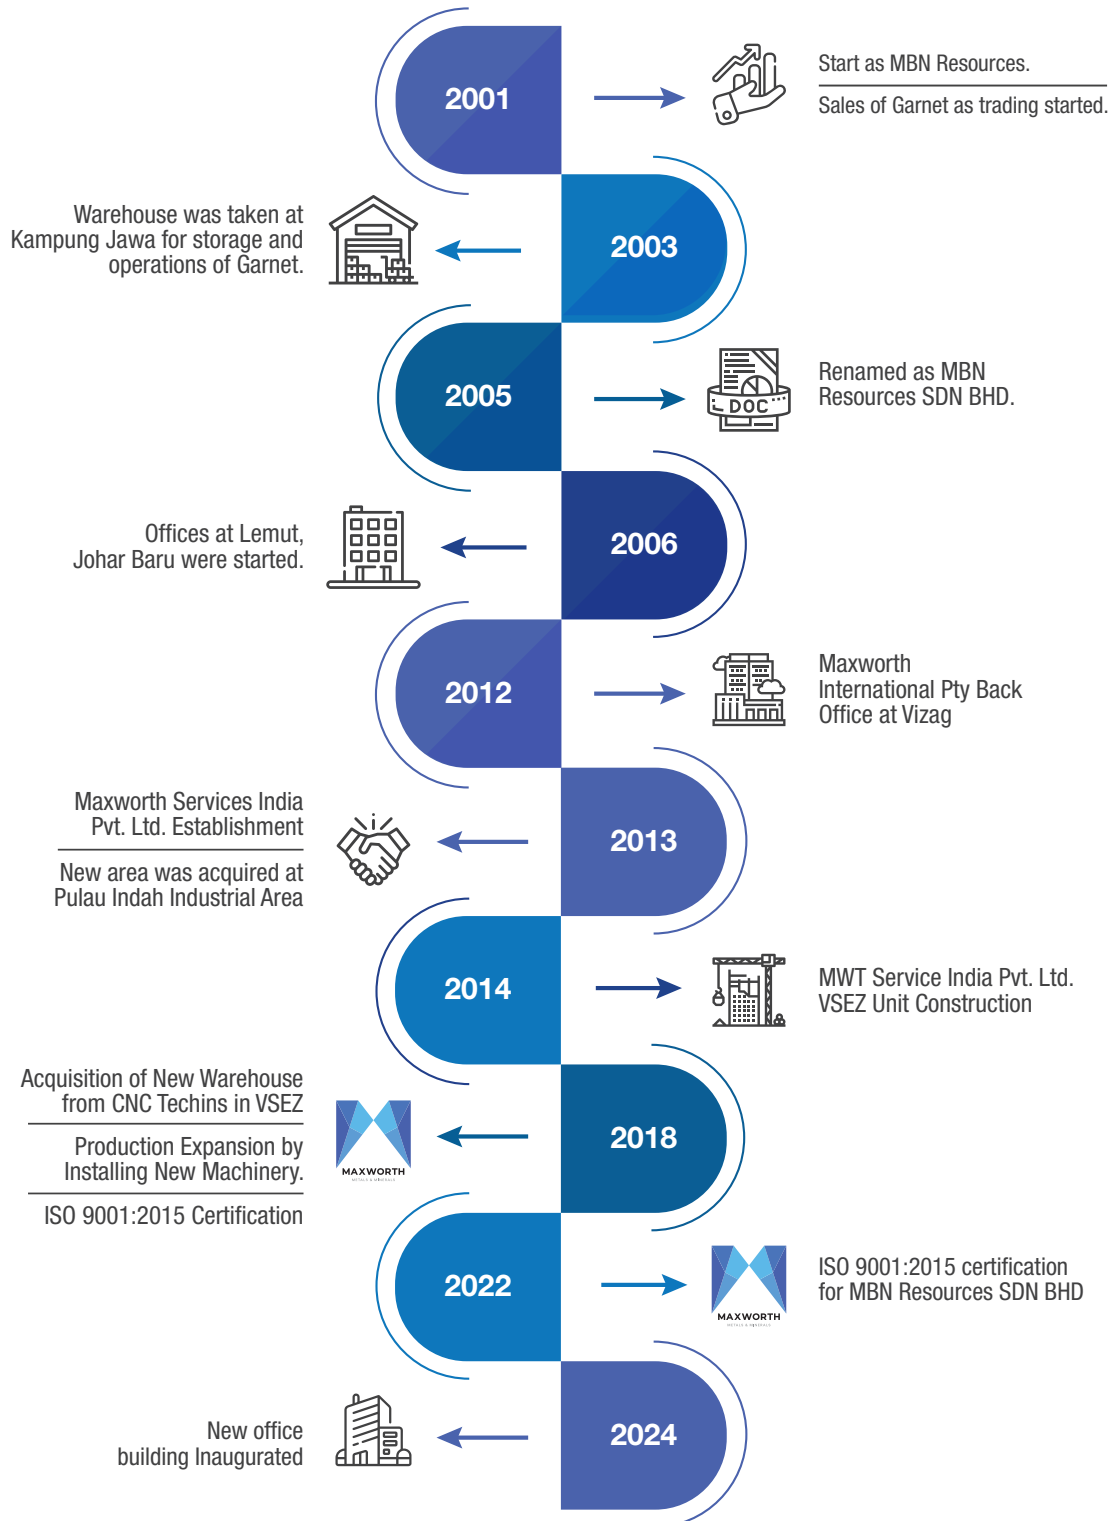 2001
Start as MBN Resources.
Sales of Garnet as trading started.
2003
Warehouse was taken at
Kampung Jawa for storage and
operations of Garnet.
2005
DOC
Renamed as MBN
Resources SDN BHD.
2006
Offices at Lemut,
Johar Baru were started.
2012
Maxworth
International Pty Back
Office at Vizag
2013
Maxworth Services India
Pvt. Ltd. Establishment
New area was acquired at
Pulau Indah Industrial Area
2014
MWT Service India Pvt. Ltd.
VSEZ Unit Construction
2018
Acquisition of New Warehouse
from CNC Techins in VSEZ
Production Expansion by
Installing New Machinery.
ISO 9001:2015 Certification
MAXWORTH
METALS & MINERALS
2022
MAXWORTH
METALS & MINERALS
ISO 9001:2015 certification
for MBN Resources SDN BHD
2024
New office
building Inaugurated